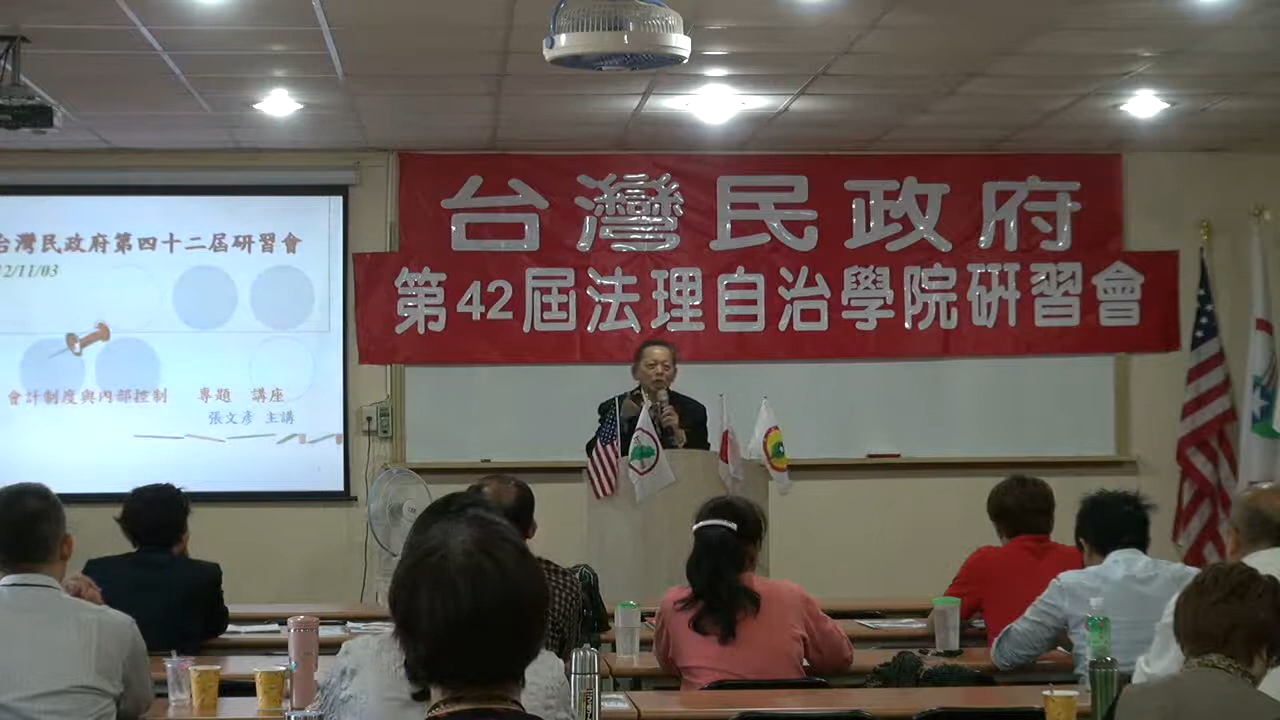 台灣民政府
第42屆法理自治學院研習會
台灣民政府第四十二屆研習會
12/11/03
會計制度與內部控制 專題 講座
張文彥 主講